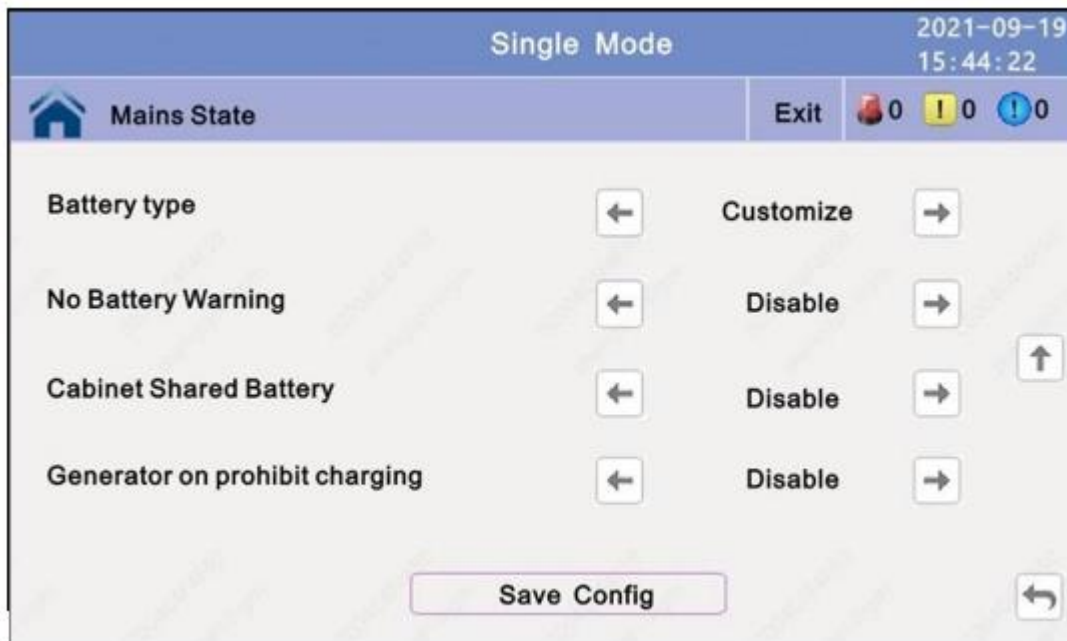 Single Mode
2021-09-19
15:44:22
Mains State
Exit
0
! 0
! 0
Battery type
Customize
No Battery Warning
Disable
Cabinet Shared Battery
Disable
Generator on prohibit charging
Disable
Save Config